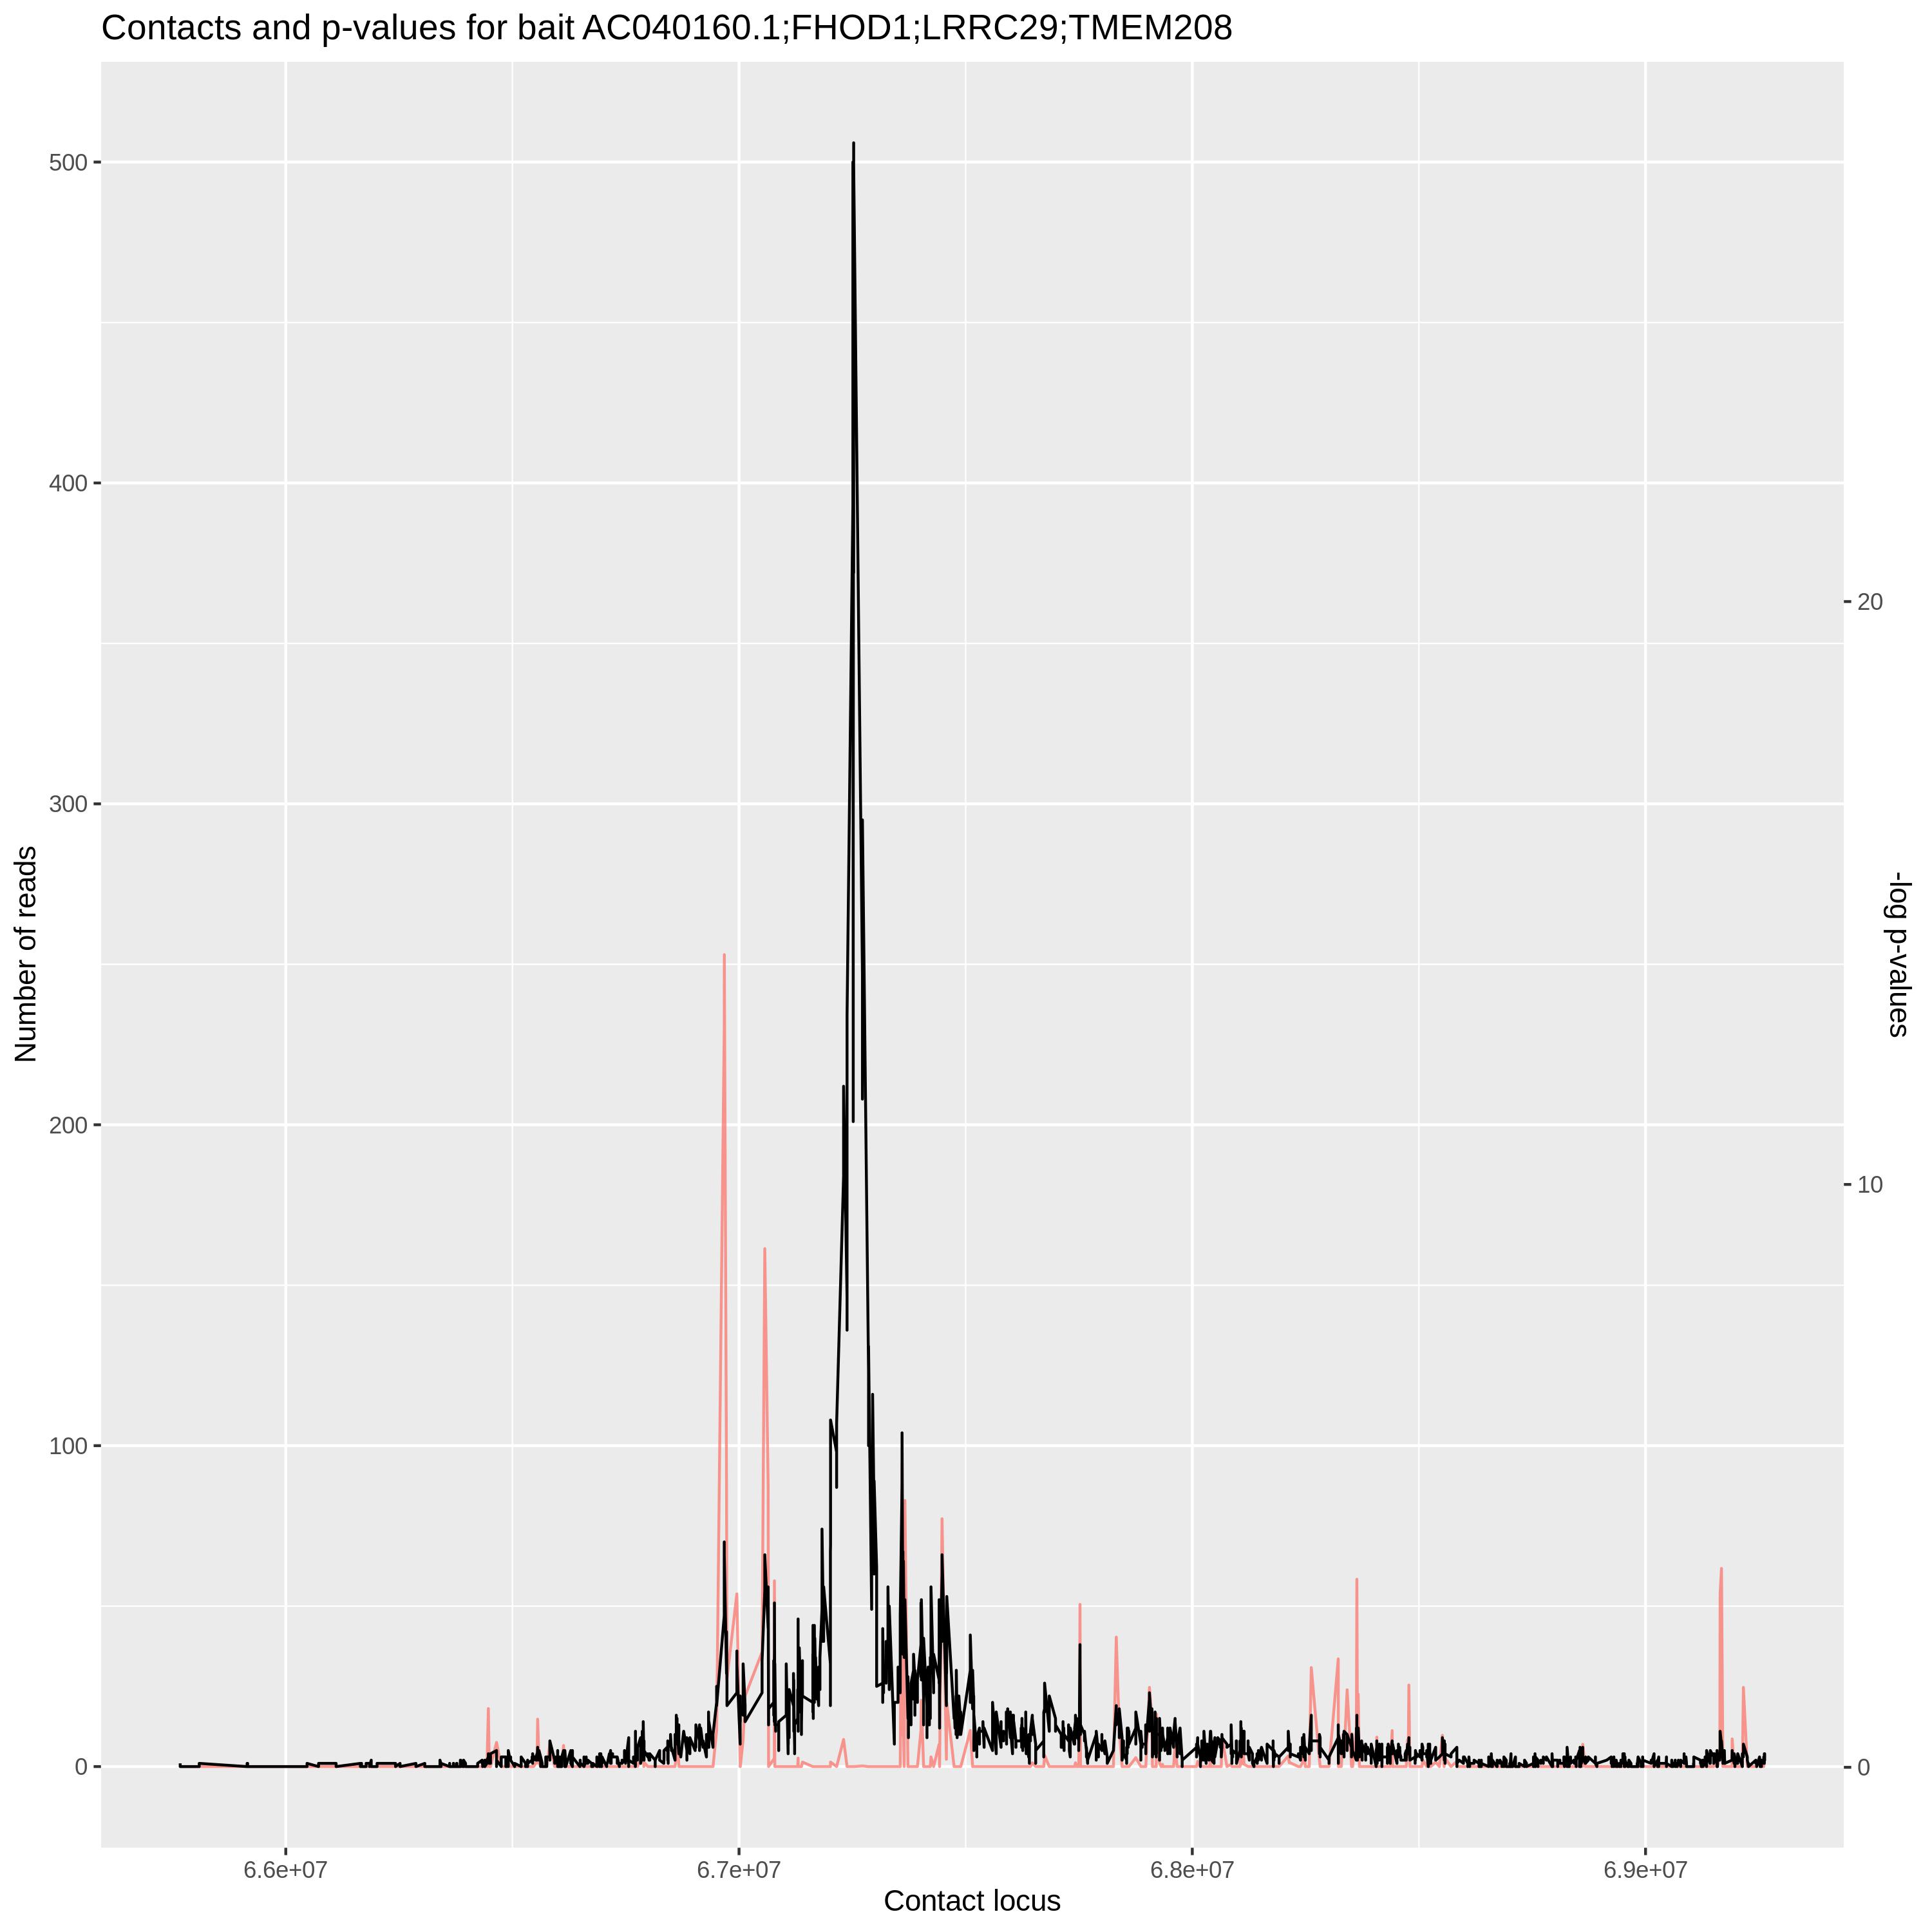 Contacts and p-values for bait AC040160.1;FHOD1;LRRC29;TMEM208
500
400
300
200
100
0
Number of reads
20
10
0
-log p-values
6.6e+07
6.7e+07
6.8e+07
6.9e+07
Contact locus